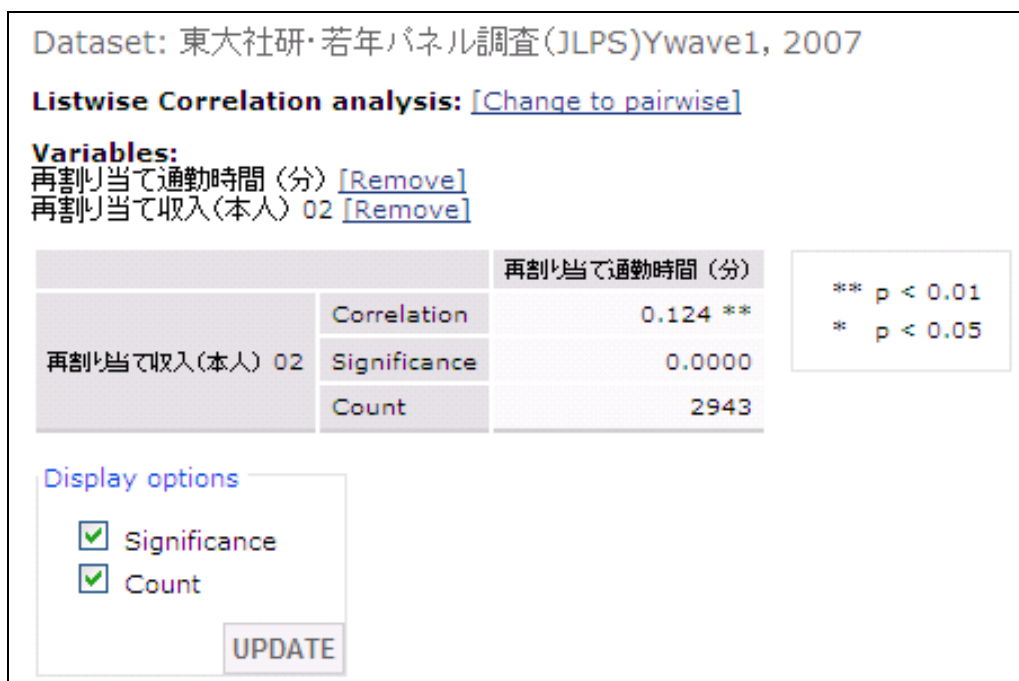 Dataset: 東大社研・若年パネル調査(JLPS)Ywave1, 2007
Listwise Correlation analysis: [Change to pairwise]
Variables:
再割り当て通勤時間（分） [Remove]
再割り当て収入(本人) 02 [Remove]
再割り当て通勤時間（分）
再割り当て収入(本人) 02
Correlation 0.124 **
Significance 0.0000
Count 2943
** p < 0.01
* p < 0.05
Display options
Significance
Count
UPDATE